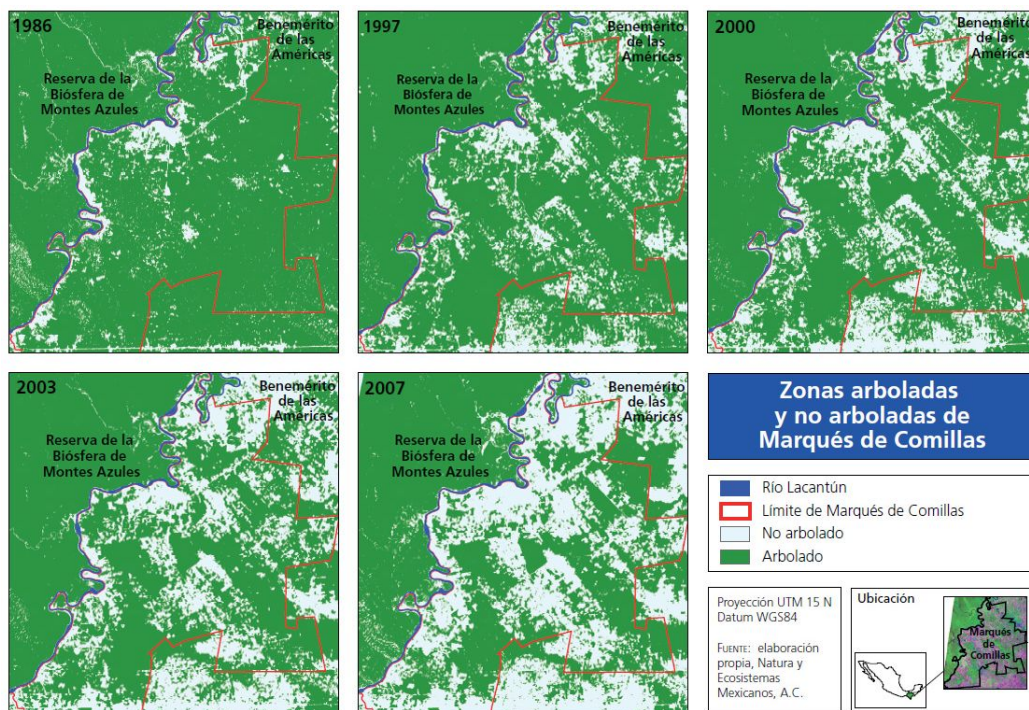 1986
Benemérito
de las
Américas
Reserva de la
Biósfera de
Montes Azules
1997
Benemérito
de las
Américas
Reserva de la
Biósfera de
Montes Azules
2000
Benemérito
de las
Américas
Reserva de la
Biósfera de
Montes Azules
2003
Benemérito
de las
Américas
Reserva de la
Biósfera de
Montes Azules
2007
Benemérito
de las
Américas
Reserva de la
Biósfera de
Montes Azules
Zonas arboladas
y no arboladas de
Marqués de Comillas
Río Lacantún
Límite de Marqués de Comillas
No arbolado
Arbolado
Proyección UTM 15 N
Datum WGS84
FUENTE: elaboración
propia, Natura y
Ecosistemas
Mexicanos, A.C.
Ubicación
Marqués
de
Comillas